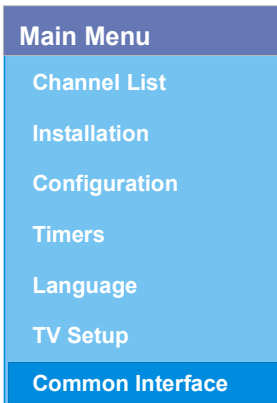 Main Menu
Channel List
Installation
Configuration
Timers
Language
TV Setup
Common Interface